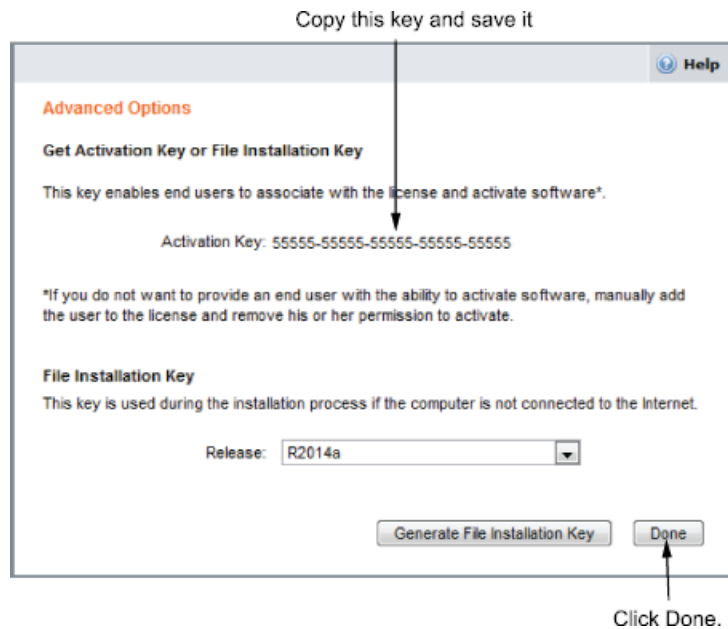 Copy this key and save it
Help
Advanced Options
Get Activation Key or File Installation Key
This key enables end users to associate with the license and activate software*.
Activation Key: 55555-55555-55555-55555-55555
*If you do not want to provide an end user with the ability to activate software, manually add
the user to the license and remove his or her permission to activate.
File Installation Key
This key is used during the installation process if the computer is not connected to the Internet.
Release: R2014a
Generate File Installation Key Done
Click Done.